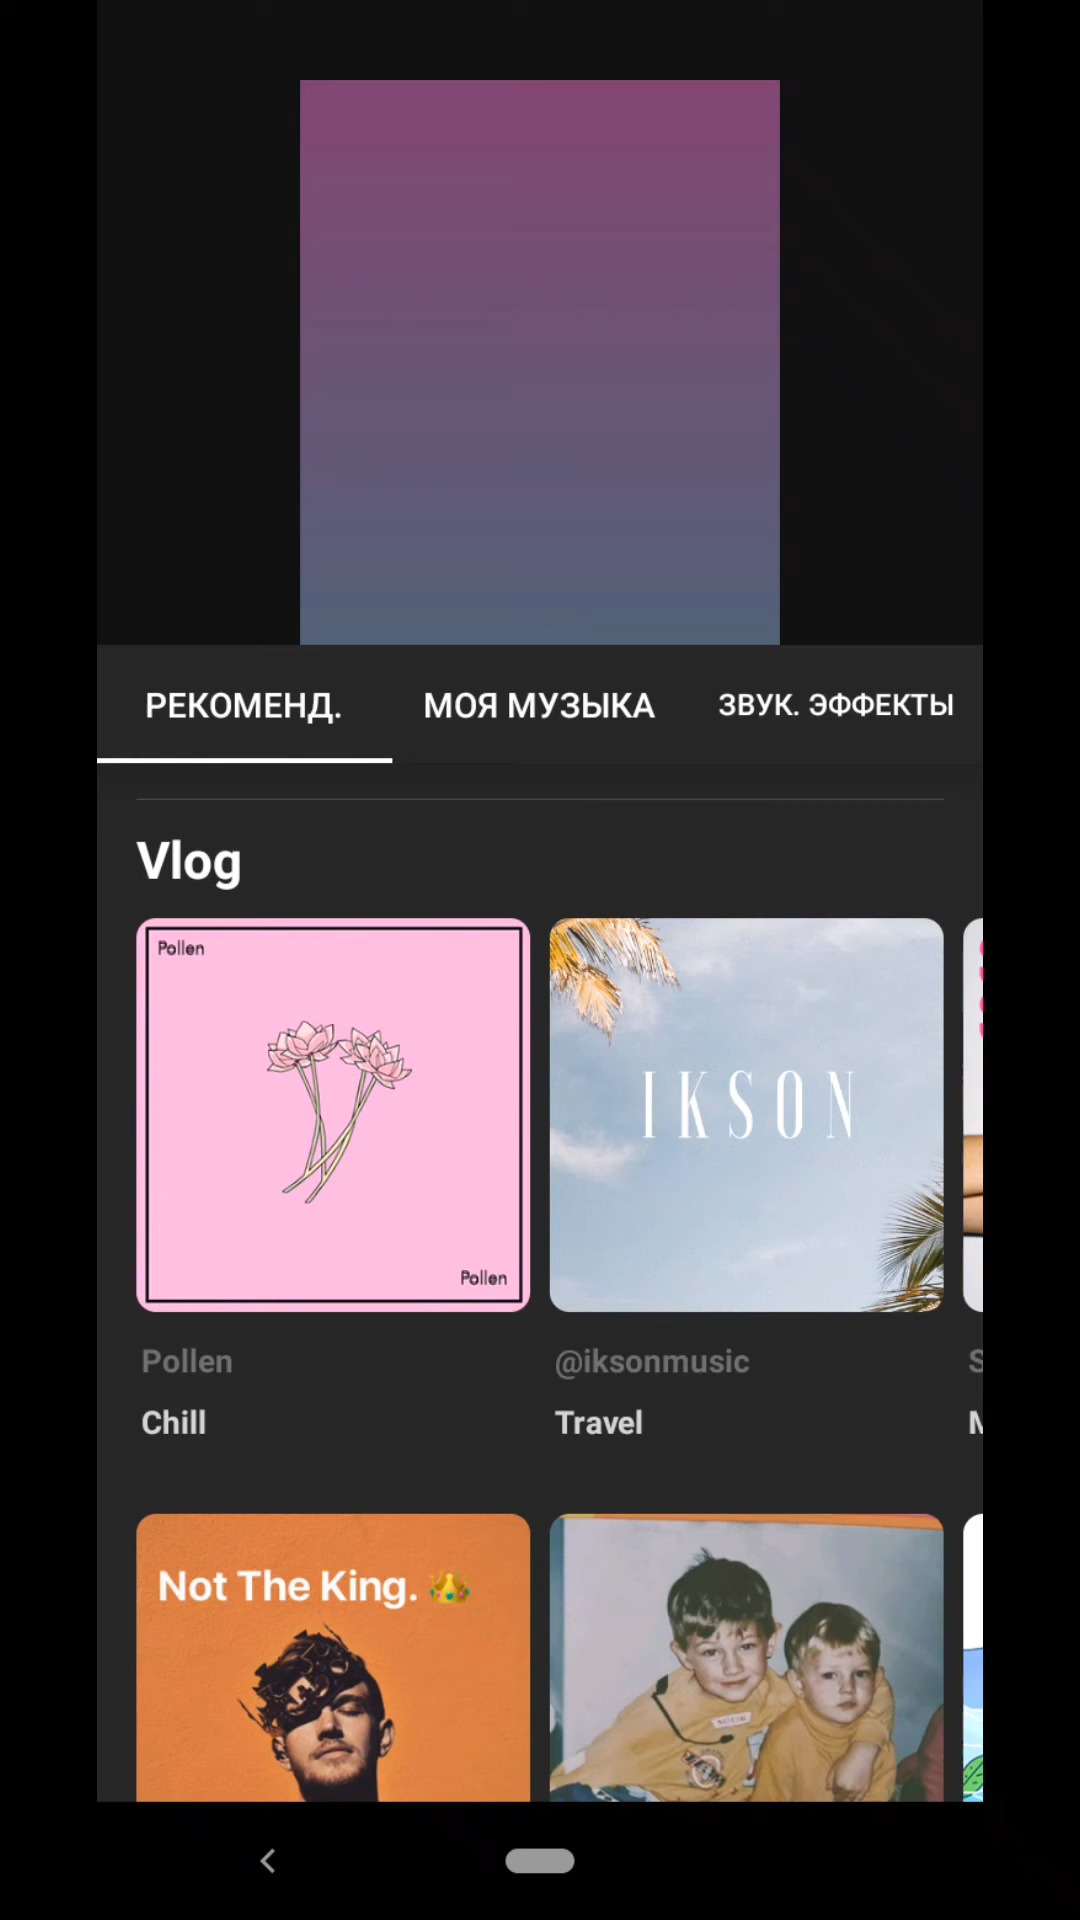 РЕКОМЕНД.
МОЯ МУЗЫКА
ЗВУК. ЭФФЕКТЫ
Vlog
Pollen
Pollen
IKSON
Pollen
@iksonmusic
S
Chill
Travel
Not The King. 👑